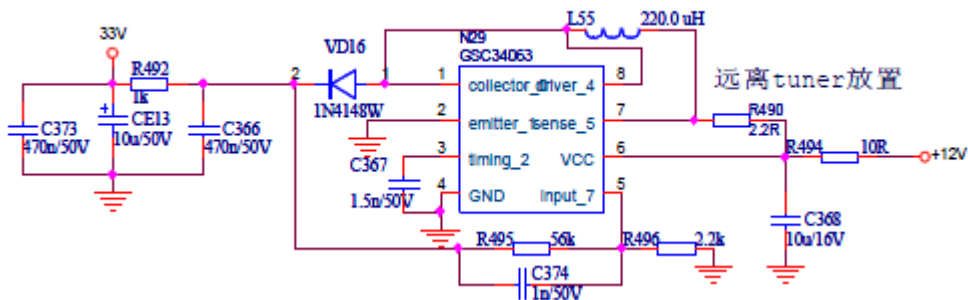 L55 220.0 uH
33V
VD16
N29
GSC34063
R492
1k
2
1
1N4148W
远离tuner放置
1 collector_driver_4 8
C373
470n/50V
CE13
10u/50V
C366
470n/50V
2 emitter_1sense_5 7
R490
2.2R
C367
1.5n/50V
3 timing_2 VCC 6
R494 10R
+12V
4 GND input_7 5
C368
10u/16V
R495 56k
R496 2.2k
C374
1n/50V